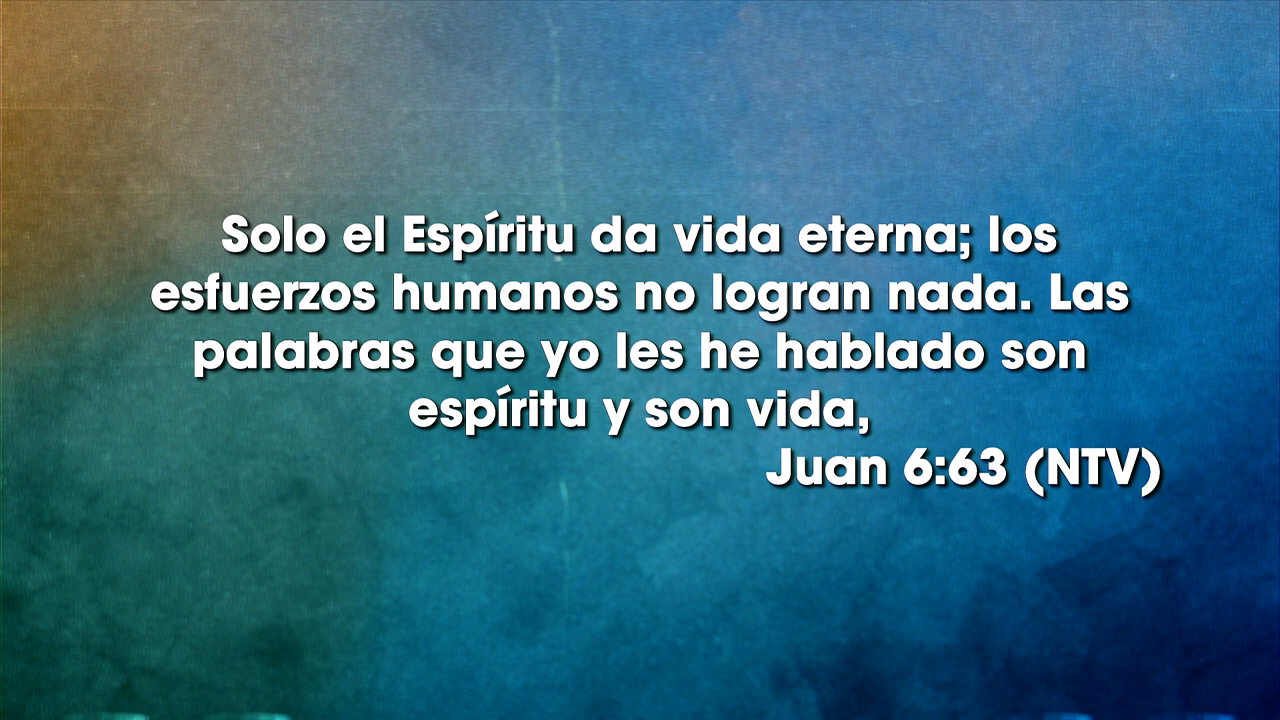 Solo el Espíritu da vida eterna; los
esfuerzos humanos no logran nada. Las
palabras que yo les he hablado son
espíritu y son vida,
Juan 6:63 (NTV)